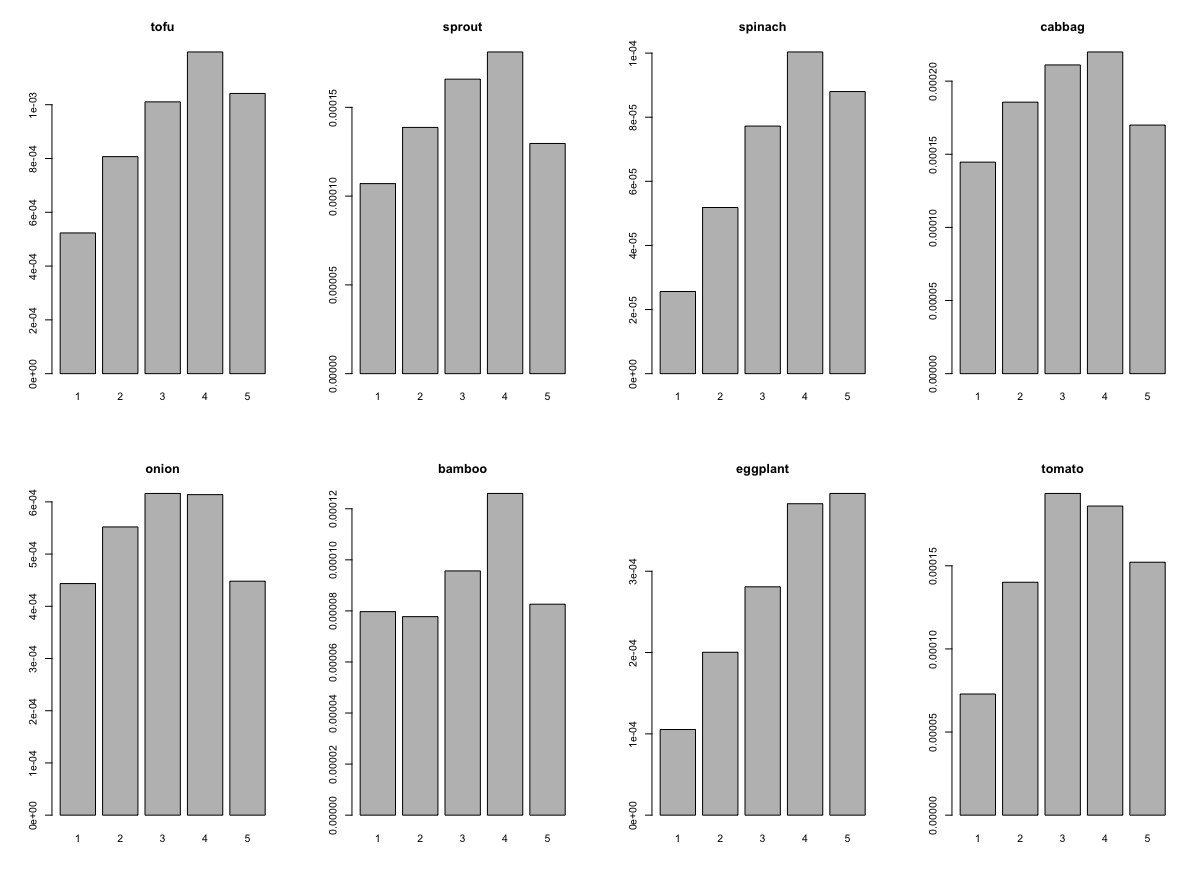 tofu
1e-03
8e-04
6e-04
4e-04
2e-04
0e+00
1 2 3 4 5
sprout
0.00015
0.00010
0.00005
0.00000
1 2 3 4 5
spinach
1e-04
8e-05
6e-05
4e-05
2e-05
0e+00
1 2 3 4 5
cabbag
0.00020
0.00015
0.00010
0.00005
0.00000
1 2 3 4 5
onion
6e-04
5e-04
4e-04
3e-04
2e-04
1e-04
0e+00
1 2 3 4 5
bamboo
0.00012
0.00010
0.00008
0.00006
0.00004
0.00002
0.00000
1 2 3 4 5
eggplant
3e-04
2e-04
1e-04
0e+00
1 2 3 4 5
tomato
0.00015
0.00010
0.00005
0.00000
1 2 3 4 5